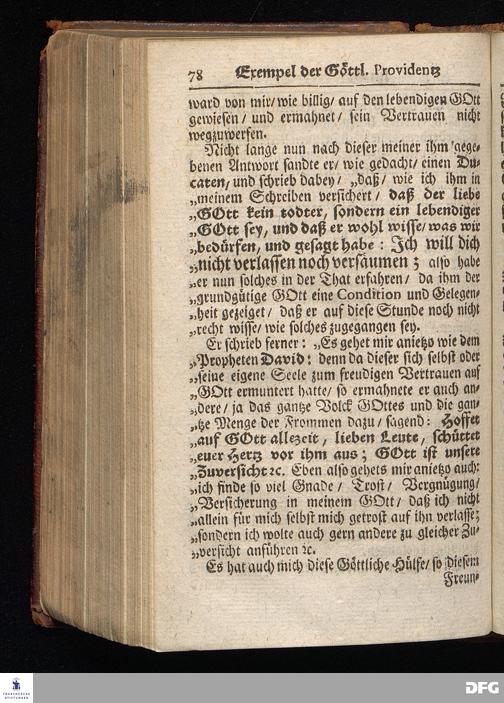 78 Exempel der Göttl. Providentz
ward von mir/ wie billig/ auf den lebendigen GOtt
gewiesen/ und ermahnet/ sein Vertrauen nicht
wegzuwerfen.
Nicht lange nun nach dieser meiner ihm gege-
benen Antwort sandte er/ wie gedacht/ einen Du-
caten, und schrieb dabey/ „daß/ wie ich ihm in
„meinem Schreiben versichert/ daß der liebe
„GOtt kein todter, sondern ein lebendiger
„GOtt sey, und daß er wohl wisse/ was wir
„bedürfen, und gesagt habe: Jch will dich
„nicht verlassen noch versäumen; also habe
„er nun solches in der That erfahren/ da ihm der
„grundgütige GOtt eine Condition und Gelegen-
„heit gezeiget/ daß er auf diese Stunde noch nicht
„recht wisse/ wie solches zugegangen sey.
Er schrieb ferner: „Es gehet mir anietzo wie dem
„Propheten David: denn da dieser sich selbst oder
„seine eigene Seele zum freudigen Vertrauen auf
„GOtt ermuntert hatte/ so ermahnete er auch an-
„dere/ ja das gantze Volck GOttes und die gan-
„tze Menge der Frommen dazu/ sagend: Hoffet
„auf GOtt allezeit, lieben Leute, schüttet
„euer Hertz vor ihm aus; GOtt ist unsere
„Zuversicht ꝛc. Eben also gehets mir anietzo auch:
„ich finde so viel Gnade/ Trost/ Vergnügung/
„Versicherung in meinem GOtt/ daß ich nicht
„allein für mich selbst mich getrost auf ihn verlasse;
„sondern ich wolte auch gern andere zu gleicher Zu-
„versicht anführen ꝛc.
Es hat auch mich diese Göttliche Hülfe/ so diesem
Freun-
FRANCKESCHE
STIFTUNGEN
DFG